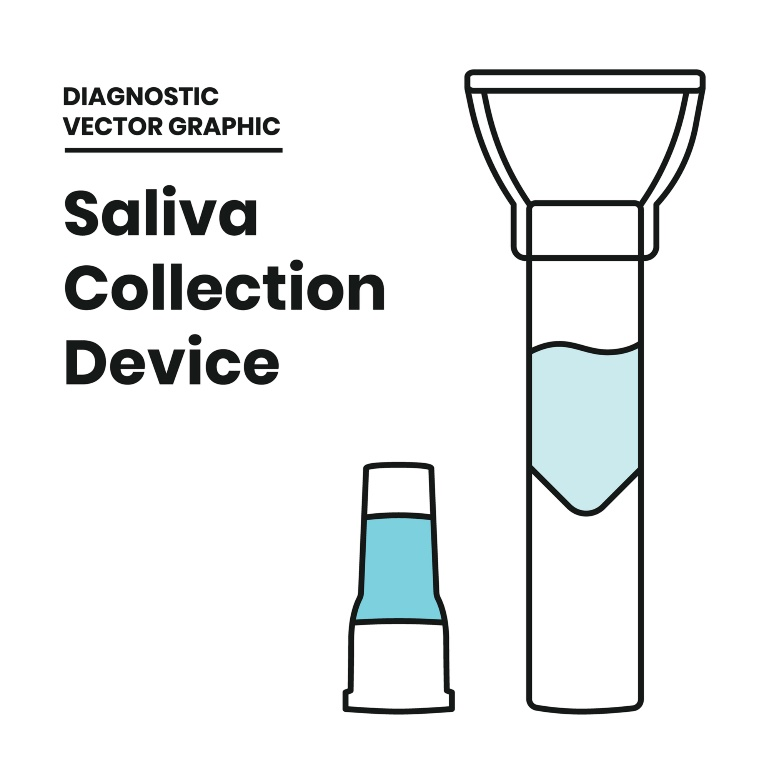 DIAGNOSTIC
VECTOR GRAPHIC
Saliva
Collection
Device